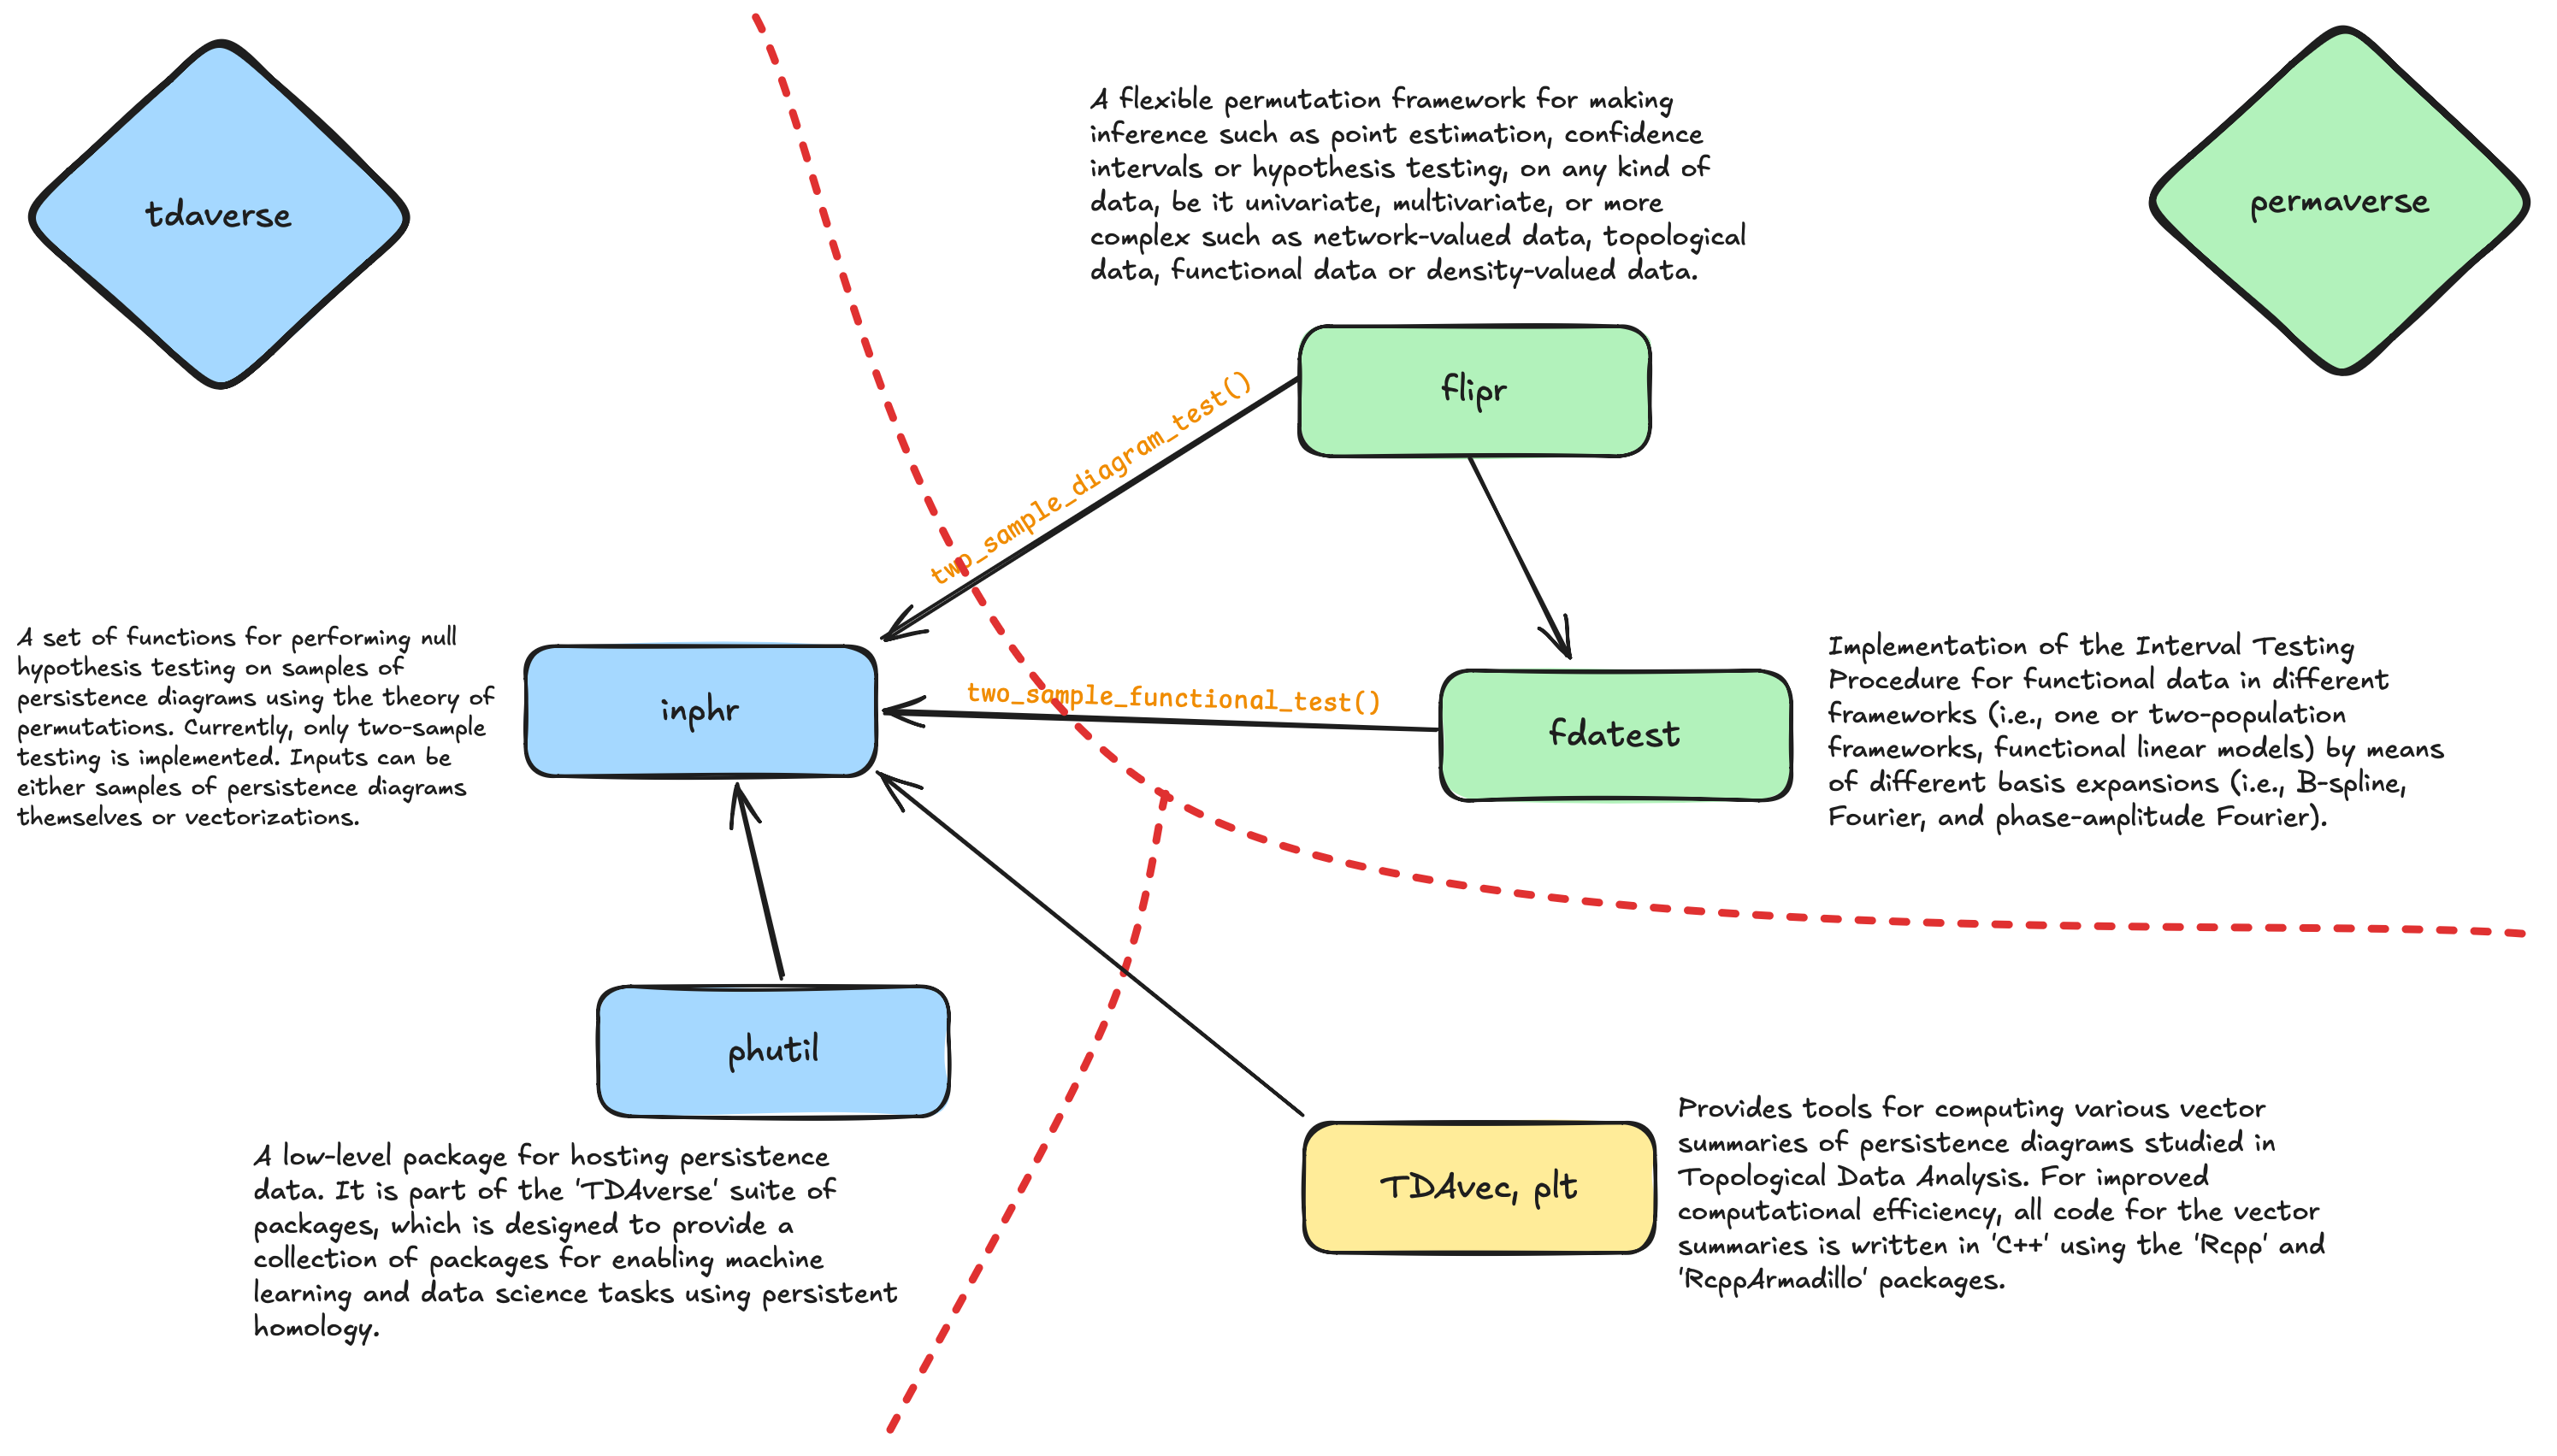 tdaverse
permaverse
A flexible permutation framework for making
inference such as point estimation, confidence
intervals or hypothesis testing, on any kind of
data, be it univariate, multivariate, or more
complex such as network-valued data, topological
data, functional data or density-valued data.
flipr
two_sample_diagram_test()
A set of functions for performing null
hypothesis testing on samples of
persistence diagrams using the theory of
permutations. Currently, only two-sample
testing is implemented. Inputs can be
either samples of persistence diagrams
themselves or vectorizations.
inphr
two_sample_functional_test()
fdatest
Implementation of the Interval Testing
Procedure for functional data in different
frameworks (i.e., one or two-population
frameworks, functional linear models) by means
of different basis expansions (i.e., B-spline,
Fourier, and phase-amplitude Fourier).
phutil
A low-level package for hosting persistence
data. It is part of the 'TDAverse' suite of
packages, which is designed to provide a
collection of packages for enabling machine
learning and data science tasks using persistent
homology.
TDAvec, plt
Provides tools for computing various vector
summaries of persistence diagrams studied in
Topological Data Analysis. For improved
computational efficiency, all code for the vector
summaries is written in 'C++' using the 'Rcpp' and
'RcppArmadillo' packages.